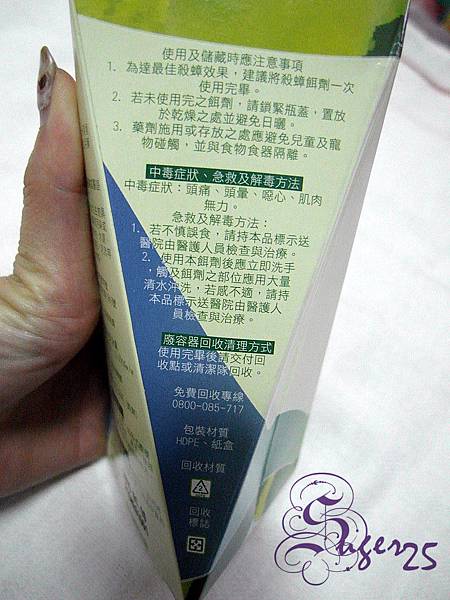 使用及儲藏時應注意事項
1. 為達最佳殺蟑效果，建議將殺蟑餌劑一次
使用完畢。
2. 若未使用完之餌劑，請鎖緊瓶蓋，置放
於乾燥之處並避免日曬。
3. 藥劑施用或存放之處應避免兒童及寵
物碰觸，並與食物食器隔離。
中毒症狀、急救及解毒方法
中毒症狀：頭痛、頭暈、噁心、肌肉
無力。
急救及解毒方法：
1. 若不慎誤食，請持本品標示送
醫院由醫護人員檢查與治療。
2. 使用本餌劑後應立即洗手
，觸及餌劑之部位應用大量
清水沖洗，若感不適，請持
本品標示送醫院由醫護人
員檢查與治療。
廢容器回收清理方式
使用完畢後請交付回
收點或清潔隊回收。
免費回收專線
0800-085-717
包裝材質
HDPE、紙盒
回收材質
2
回收
標誌
Suger25